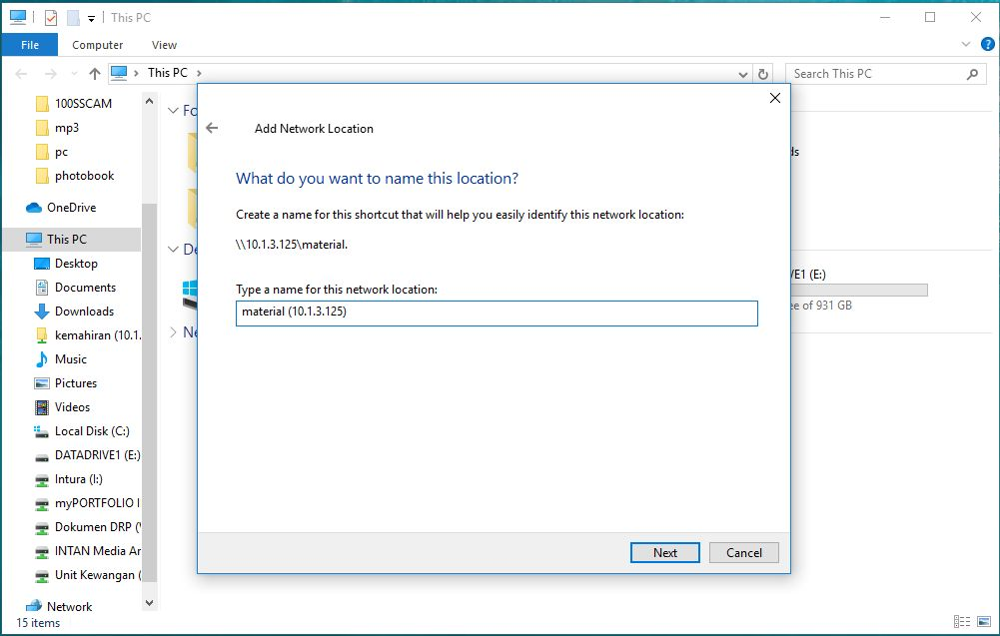 This PC
File Computer View
This PC
Search This PC
100SSCAM
mp3
pc
photobook
OneDrive
This PC
Desktop
Documents
Downloads
kemahiran (10.1.
Music
Pictures
Videos
Local Disk (C:)
DATADRIVE1 (E:)
Intura (I:)
myPORTFOLIO
Dokumen DRP (
INTAN Media Ar
Unit Kewangan (
Network
15 items
Fo
De
Ne
ds
VE1 (E:)
ee of 931 GB
Add Network Location
What do you want to name this location?
Create a name for this shortcut that will help you easily identify this network location:
\\10.1.3.125\material.
Type a name for this network location:
material (10.1.3.125)
Next Cancel